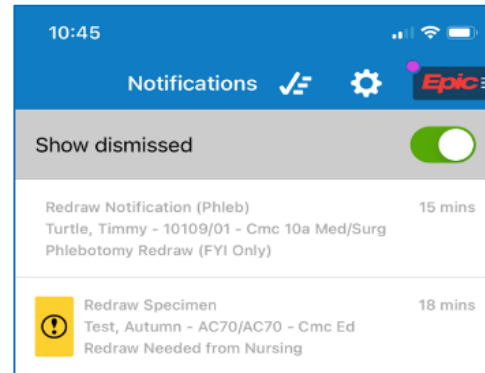 10:45
Notifications
Epic
Show dismissed
Redraw Notification (Phleb) 15 mins
Turtle, Timmy - 10109/01 - Cmc 10a Med/Surg
Phlebotomy Redraw (FYI Only)
Redraw Specimen 18 mins
Test, Autumn - AC70/AC70 - Cmc Ed
Redraw Needed from Nursing